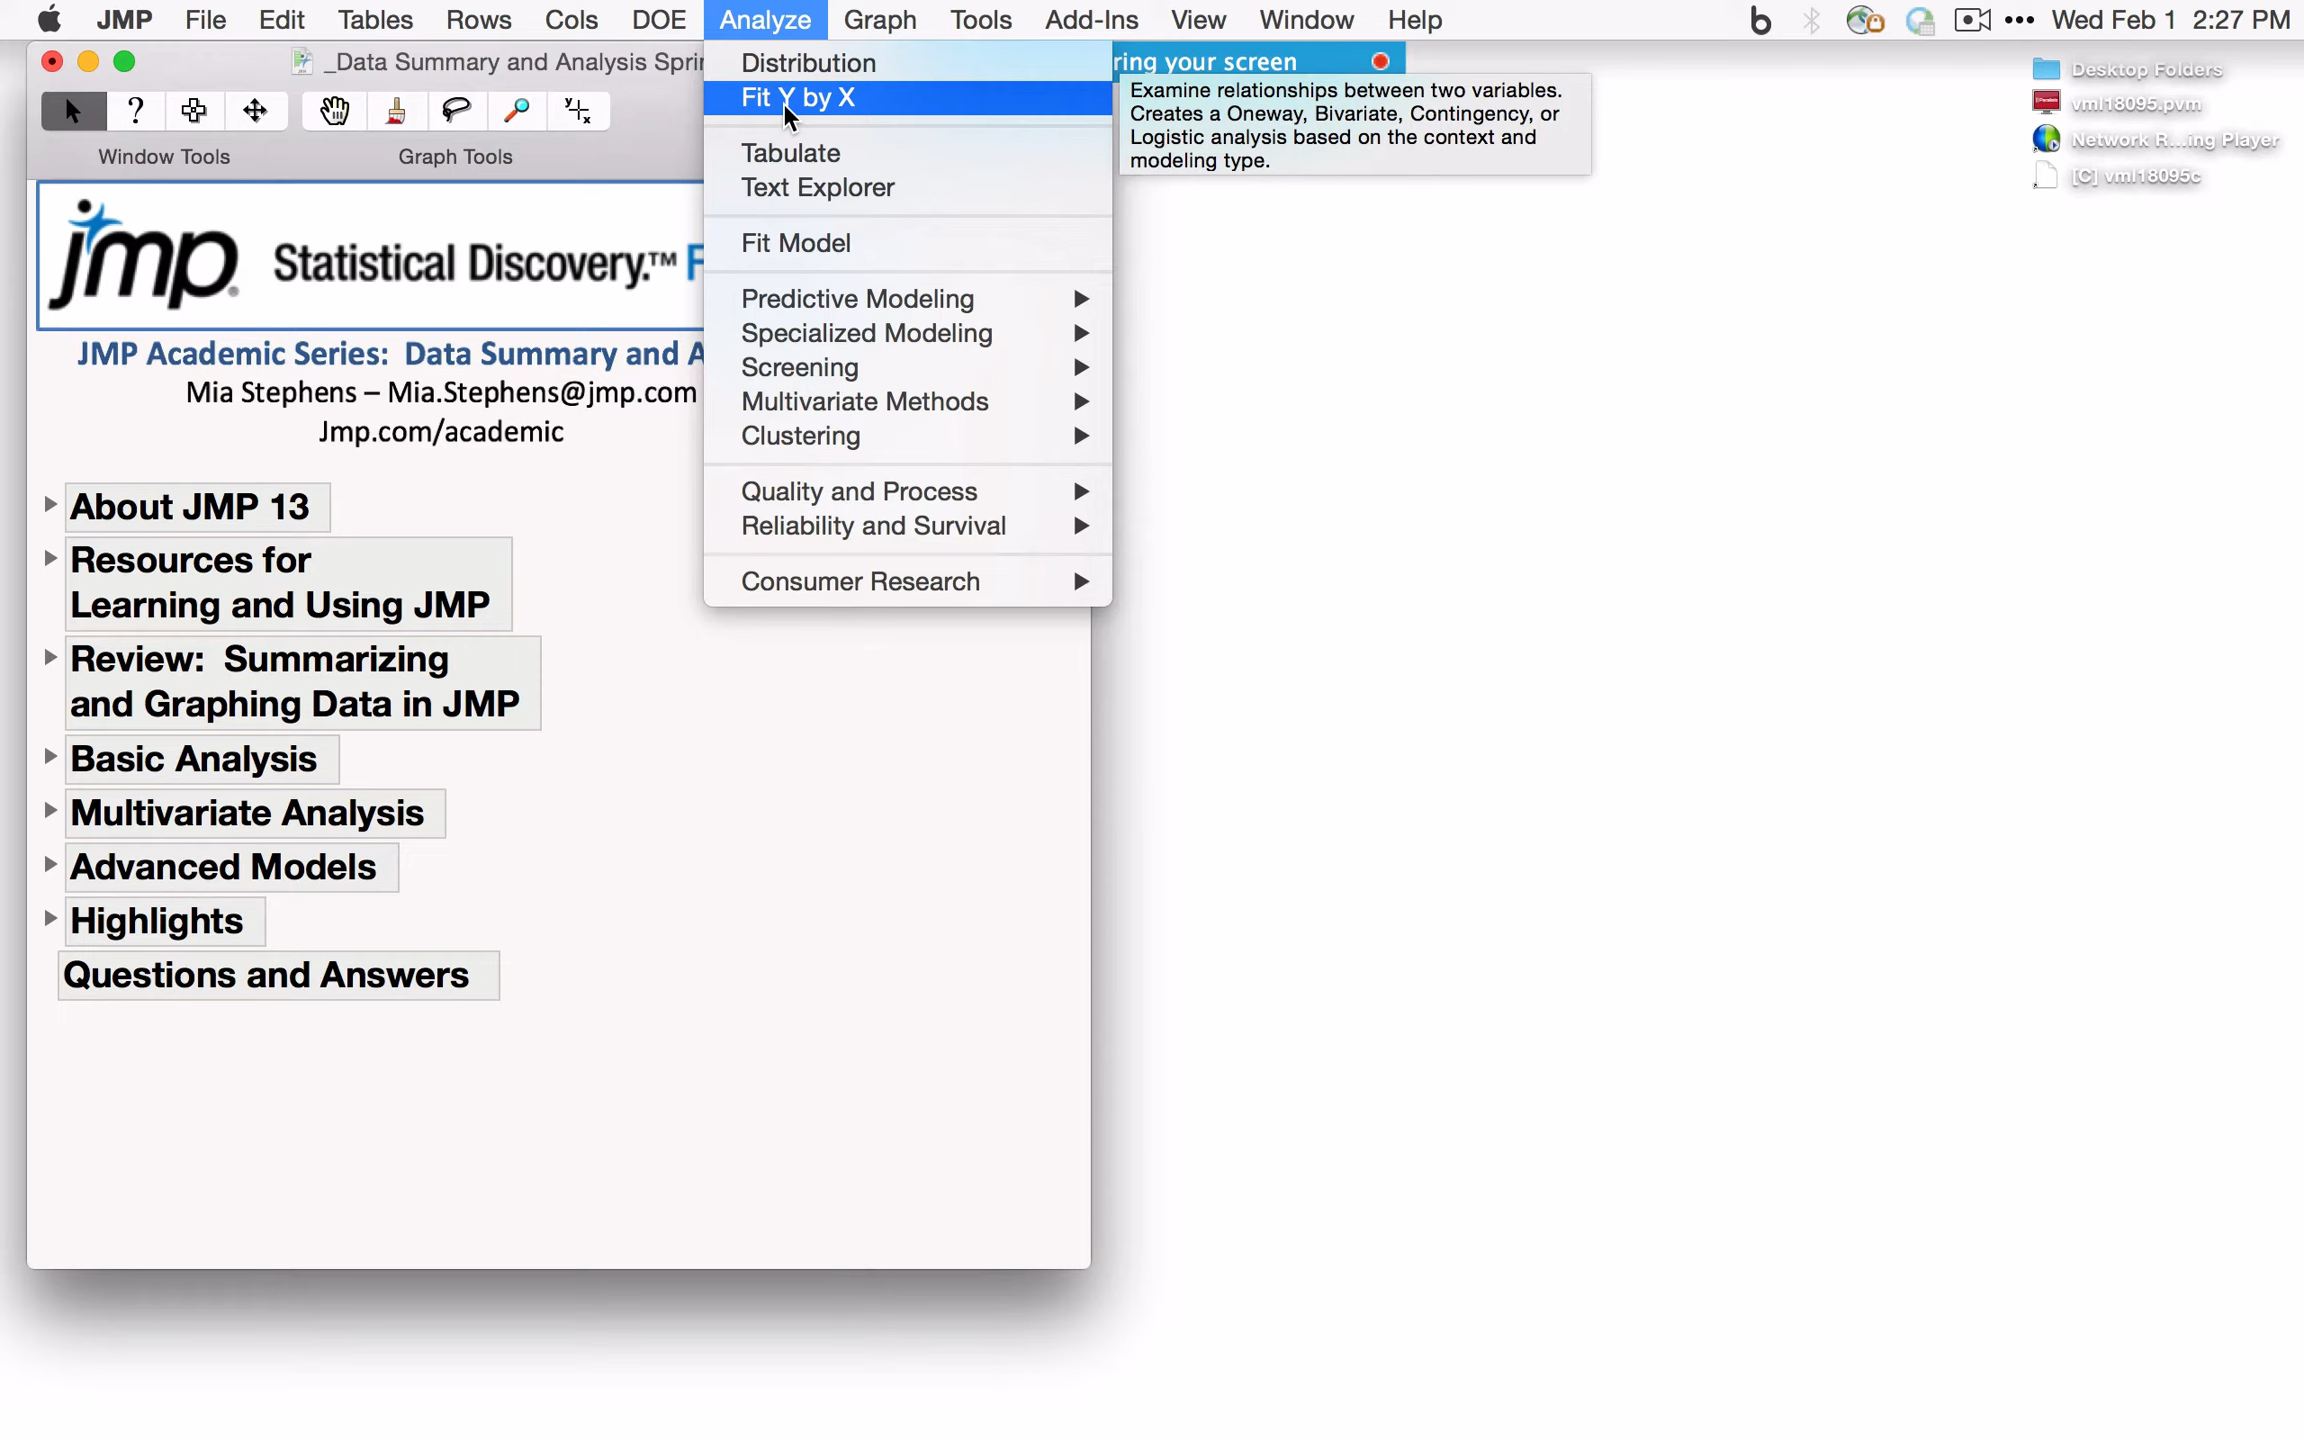 JMP File Edit Tables Rows Cols DOE Analyze Graph Tools Add-Ins View Window Help b Wed Feb 1 2:27 PM
_Data Summary and Analysis
ring your screen
Window Tools
Graph Tools
Distribution
Fit Y by X
Tabulate
Text Explorer
Fit Model
Predictive Modeling
Specialized Modeling
Screening
Multivariate Methods
Clustering
Quality and Process
Reliability and Survival
Consumer Research
Examine relationships between two variables.
Creates a Oneway, Bivariate, Contingency, or
Logistic analysis based on the context and
modeling type.
Desktop Folders
vml18095.pvm
Network R...ing Player
[C] vml18095c
jmp Statistical Discovery.™ F
JMP Academic Series: Data Summary and A
Mia Stephens – Mia.Stephens@jmp.com
Jmp.com/academic
About JMP 13
Resources for
Learning and Using JMP
Review: Summarizing
and Graphing Data in JMP
Basic Analysis
Multivariate Analysis
Advanced Models
Highlights
Questions and Answers